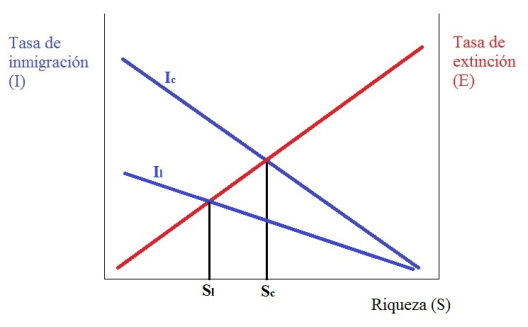 Tasa de
inmigración
(I)
Tasa de
extinción
(E)
Ic
Il
Sl
Sc
Riqueza (S)